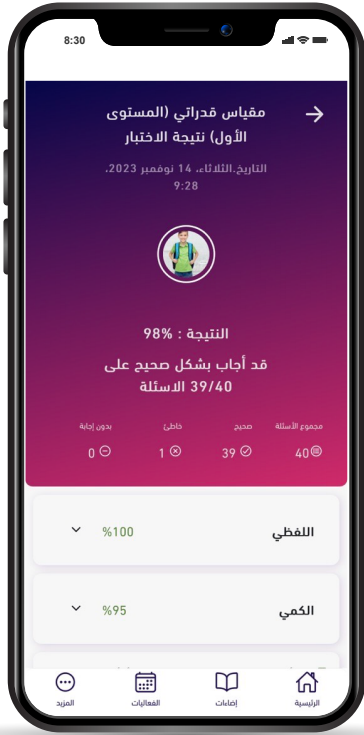 8:30
مقياس قدراتي (المستوى
الأول) نتيجة الاختبار
التاريخ.الثلاثاء، 14 نوفمبر 2023،
9:28
النتيجة : 98%
قد أجاب بشكل صحيح على
39/40 الاسئلة
مجموع الأسئلة صحيح خاطئ بدون إجابة
40 39 1 0
اللفظي %100
الكمي %95
الرئيسية إضاءات الفعاليات المزيد